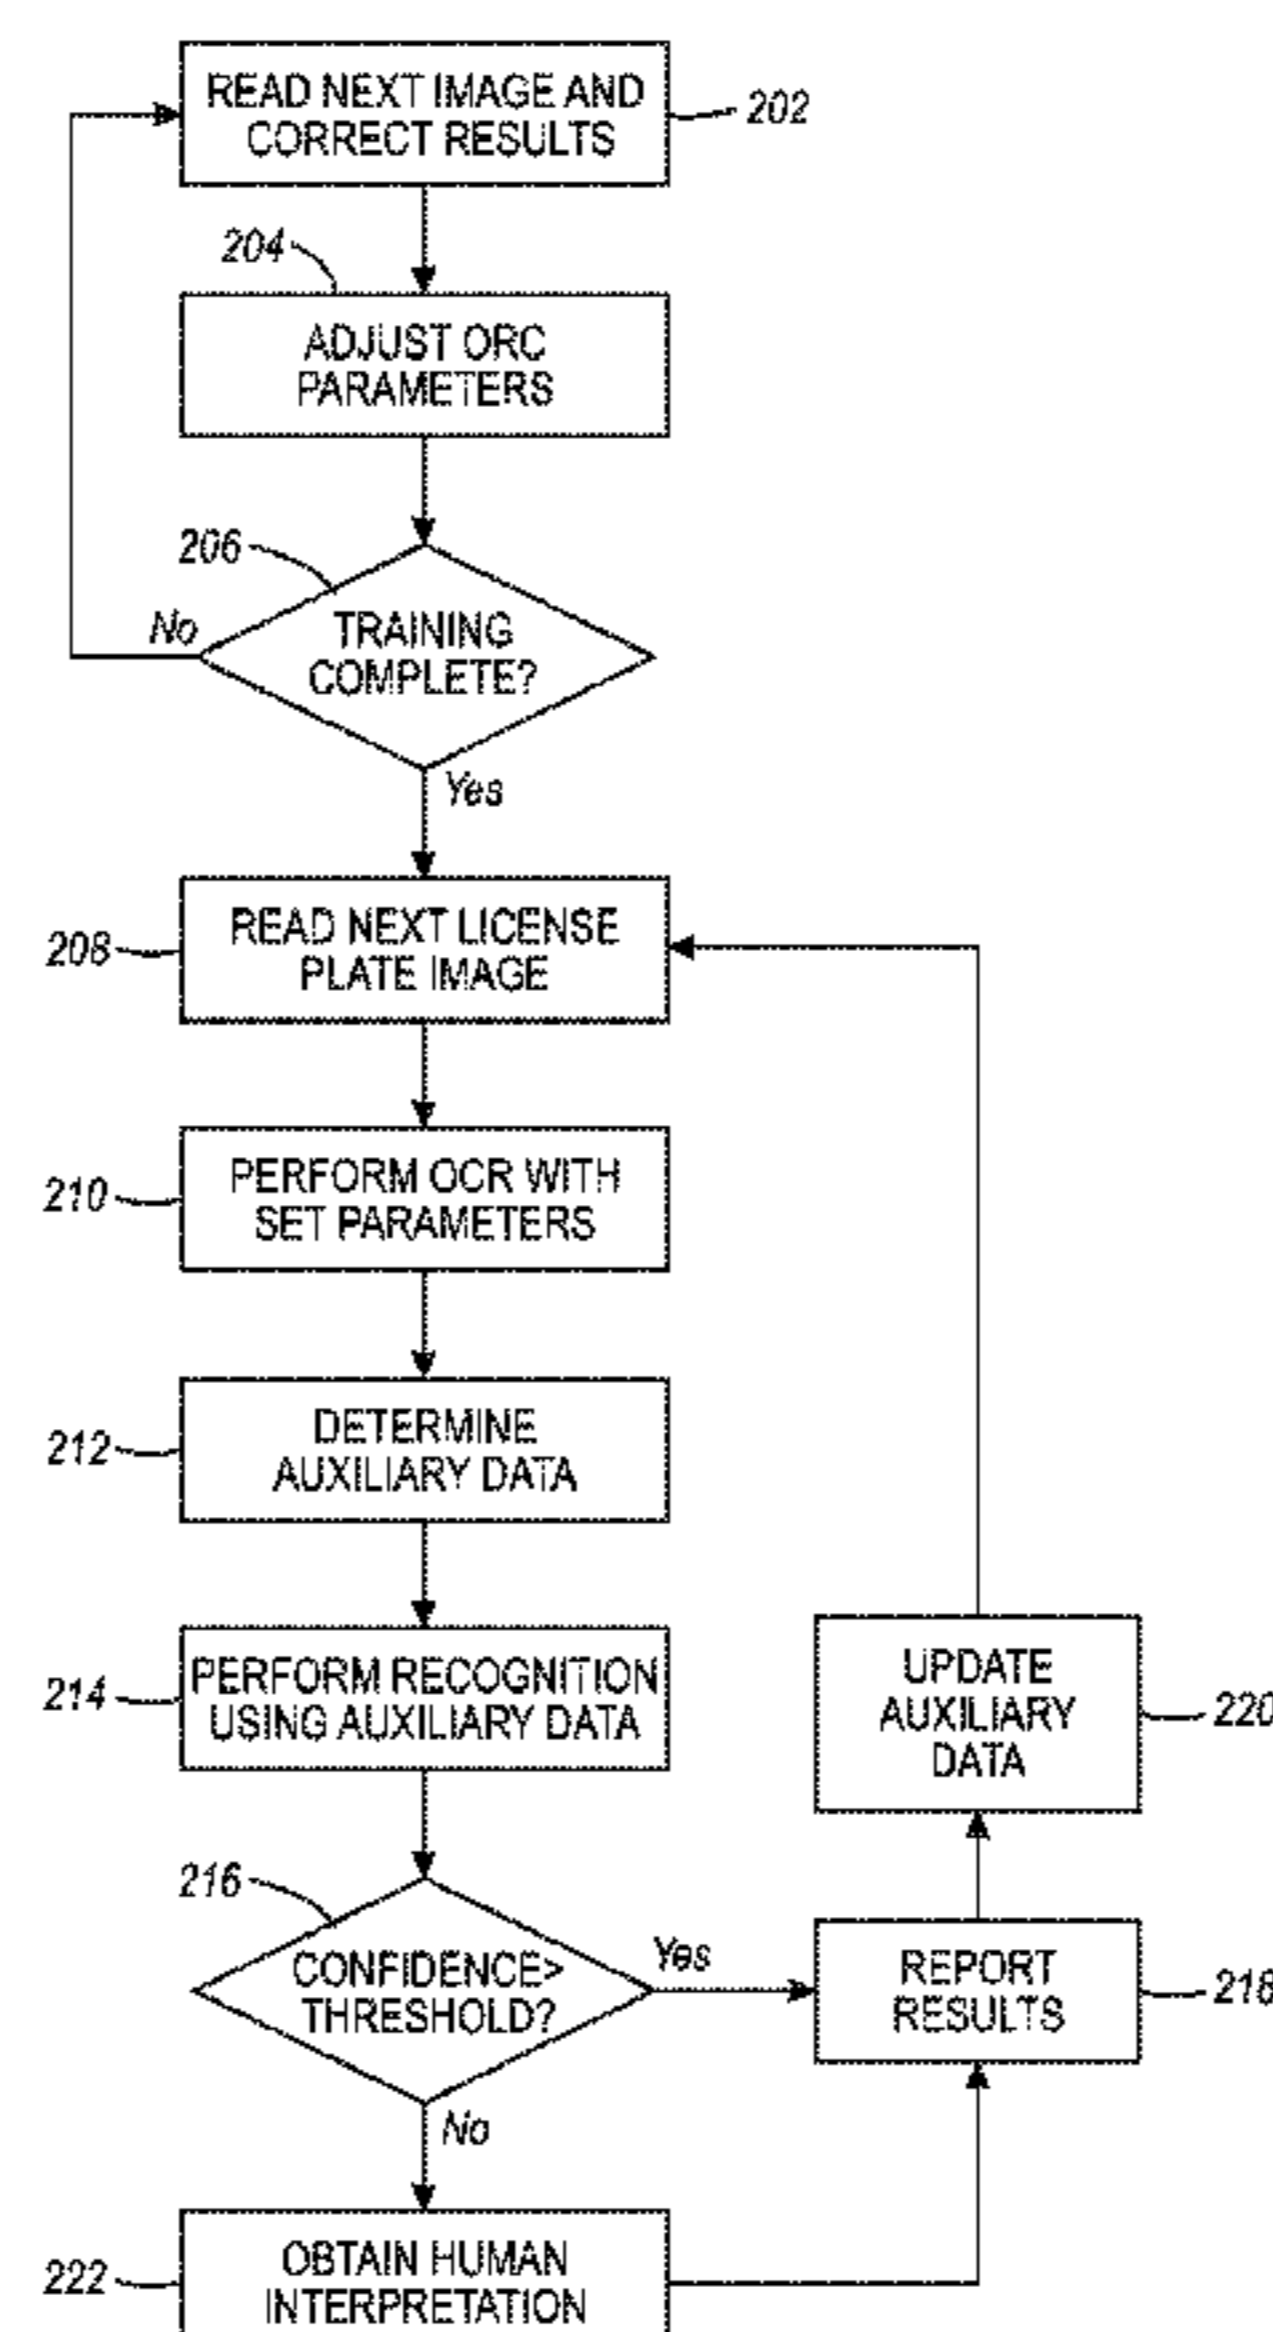 READ NEXT IMAGE AND
CORRECT RESULTS
202
204
ADJUST ORC
PARAMETERS
206
No
TRAINING
COMPLETE?
Yes
208
READ NEXT LICENSE
PLATE IMAGE
210
PERFORM OCR WITH
SET PARAMETERS
212
DETERMINE
AUXILIARY DATA
214
PERFORM RECOGNITION
USING AUXILIARY DATA
UPDATE
AUXILIARY
DATA
220
216
CONFIDENCE>
THRESHOLD?
Yes
REPORT
RESULTS
218
No
222
OBTAIN HUMAN
INTERPRETATION